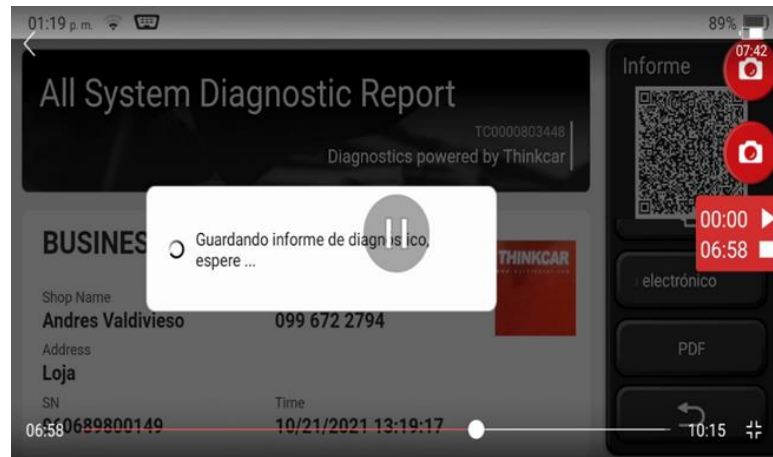 01:19 p. m.
89%
07:42
Informe
All System Diagnostic Report
TC0000803448
Diagnostics powered by Thinkcar
00:00
06:58
Guardando informe de diagnóstico,
espere ...
THINKCAR
BUSINES
electrónico
Shop Name
Andres Valdivieso
099 672 2794
Address
Loja
PDF
SN
Time
10/21/2021 13:19:17
06:58
10:15